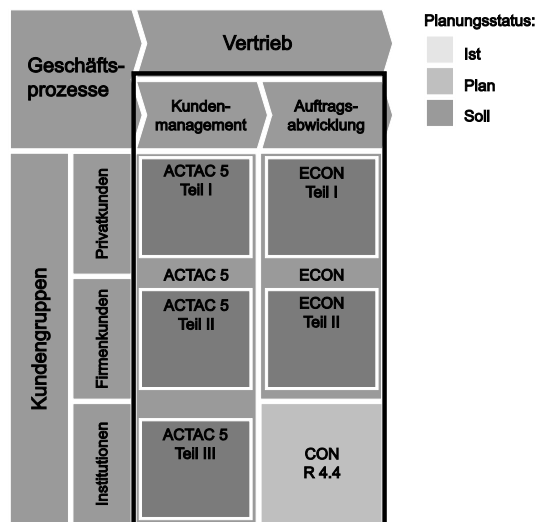 Planungsstatus:
Ist
Plan
Soll
Geschäfts-
prozesse
Vertrieb
Kunden-
management
Auftrags-
abwicklung
Kundengruppen
Privatkunden
ACTAC 5
Teil I
ECON
Teil I
ACTAC 5
ECON
Firmenkunden
ACTAC 5
Teil II
ECON
Teil II
Institutionen
ACTAC 5
Teil III
CON
R 4.4